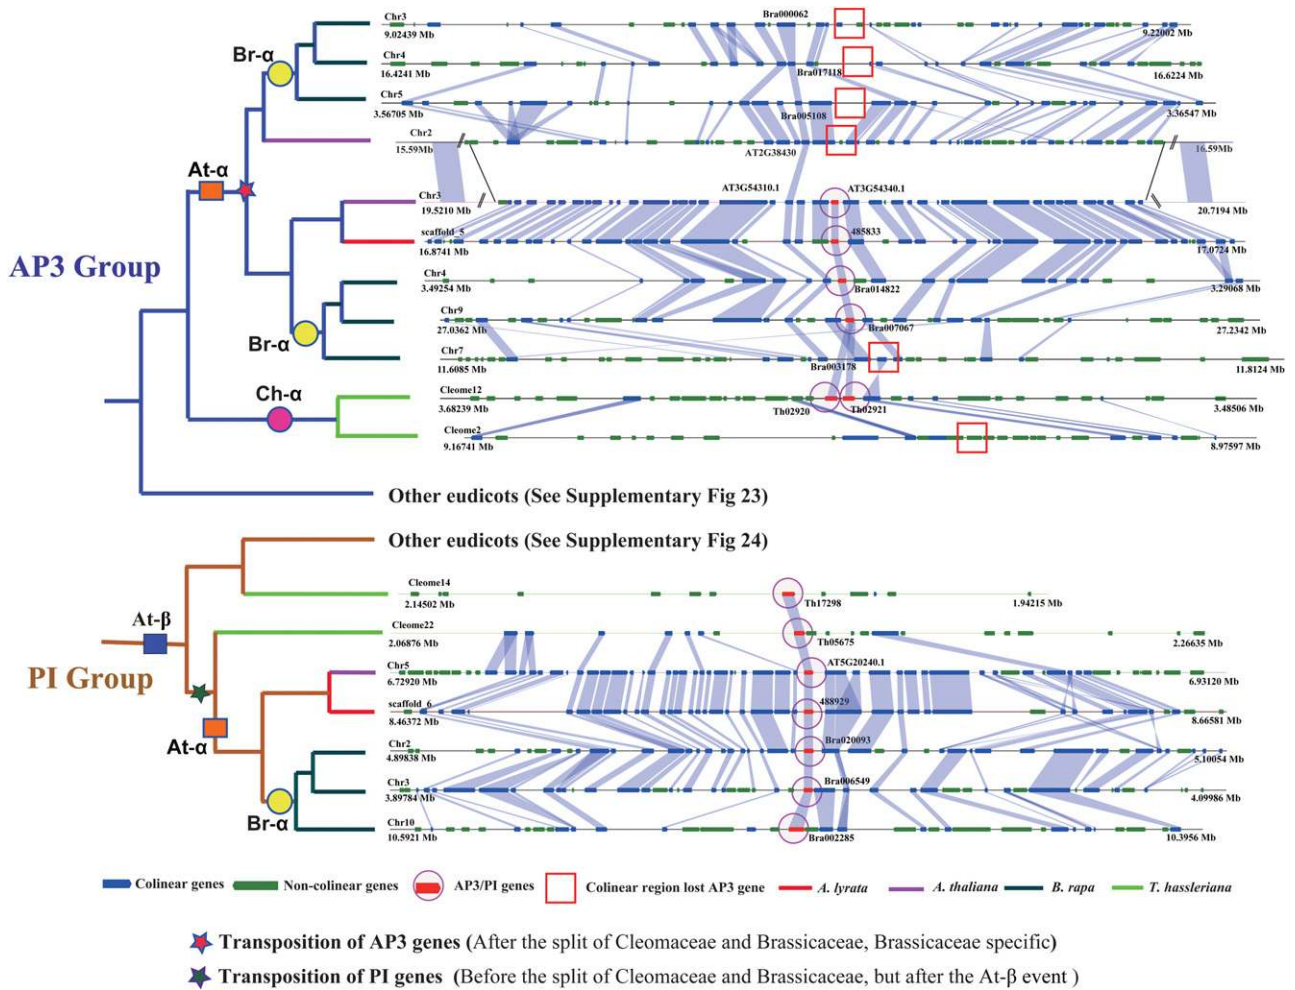 Chr3
Bra000062
9.02439 Mb
9.22002 Mb
Br-α
Chr4
16.4241 Mb
Bra017118
16.6224 Mb
Chr5
3.56705 Mb
Bra005108
3.36547 Mb
Chr2
15.59Mb
AT2G38430
16.59Mb
At-α
Chr3
AT3G54310.1
AT3G54340.1
19.5210 Mb
20.7194 Mb
scaffold_5
485833
16.8741 Mb
17.0724 Mb
AP3 Group
Chr4
3.49254 Mb
Bra014822
3.29068 Mb
Chr9
27.0362 Mb
Bra007067
27.2342 Mb
Br-α
Chr7
11.6085 Mb
Bra003178
11.8124 Mb
Ch-α
Cleome12
3.68239 Mb
Th02920
Th02921
3.48506 Mb
Cleome2
9.16741 Mb
8.97597 Mb
Other eudicots (See Supplementary Fig 23)
Other eudicots (See Supplementary Fig 24)
Cleome14
2.14502 Mb
Th17298
1.94215 Mb
At-β
Cleome22
2.06876 Mb
Th05675
2.26635 Mb
PI Group
Chr5
AT5G20240.1
6.72920 Mb
6.93120 Mb
scaffold_6
488929
8.46372 Mb
8.66581 Mb
At-α
Chr2
Bra020093
4.89838 Mb
5.10054 Mb
Chr3
Bra006549
3.89784 Mb
4.09986 Mb
Br-α
Chr10
10.5921 Mb
Bra002285
10.3956 Mb
Colinear genes Non-colinear genes AP3/PI genes Colinear region lost AP3 gene A. lyrata A. thaliana B. rapa T. hassleriana
Transposition of AP3 genes (After the split of Cleomaceae and Brassicaceae, Brassicaceae specific)
Transposition of PI genes (Before the split of Cleomaceae and Brassicaceae, but after the At-β event )